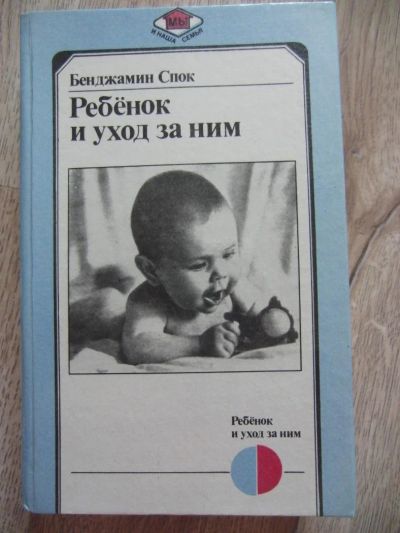 МЫ
И НАША СЕМЬЯ
Бенджамин Спок
Ребёнок
и уход за ним
Ребёнок
и уход за ним